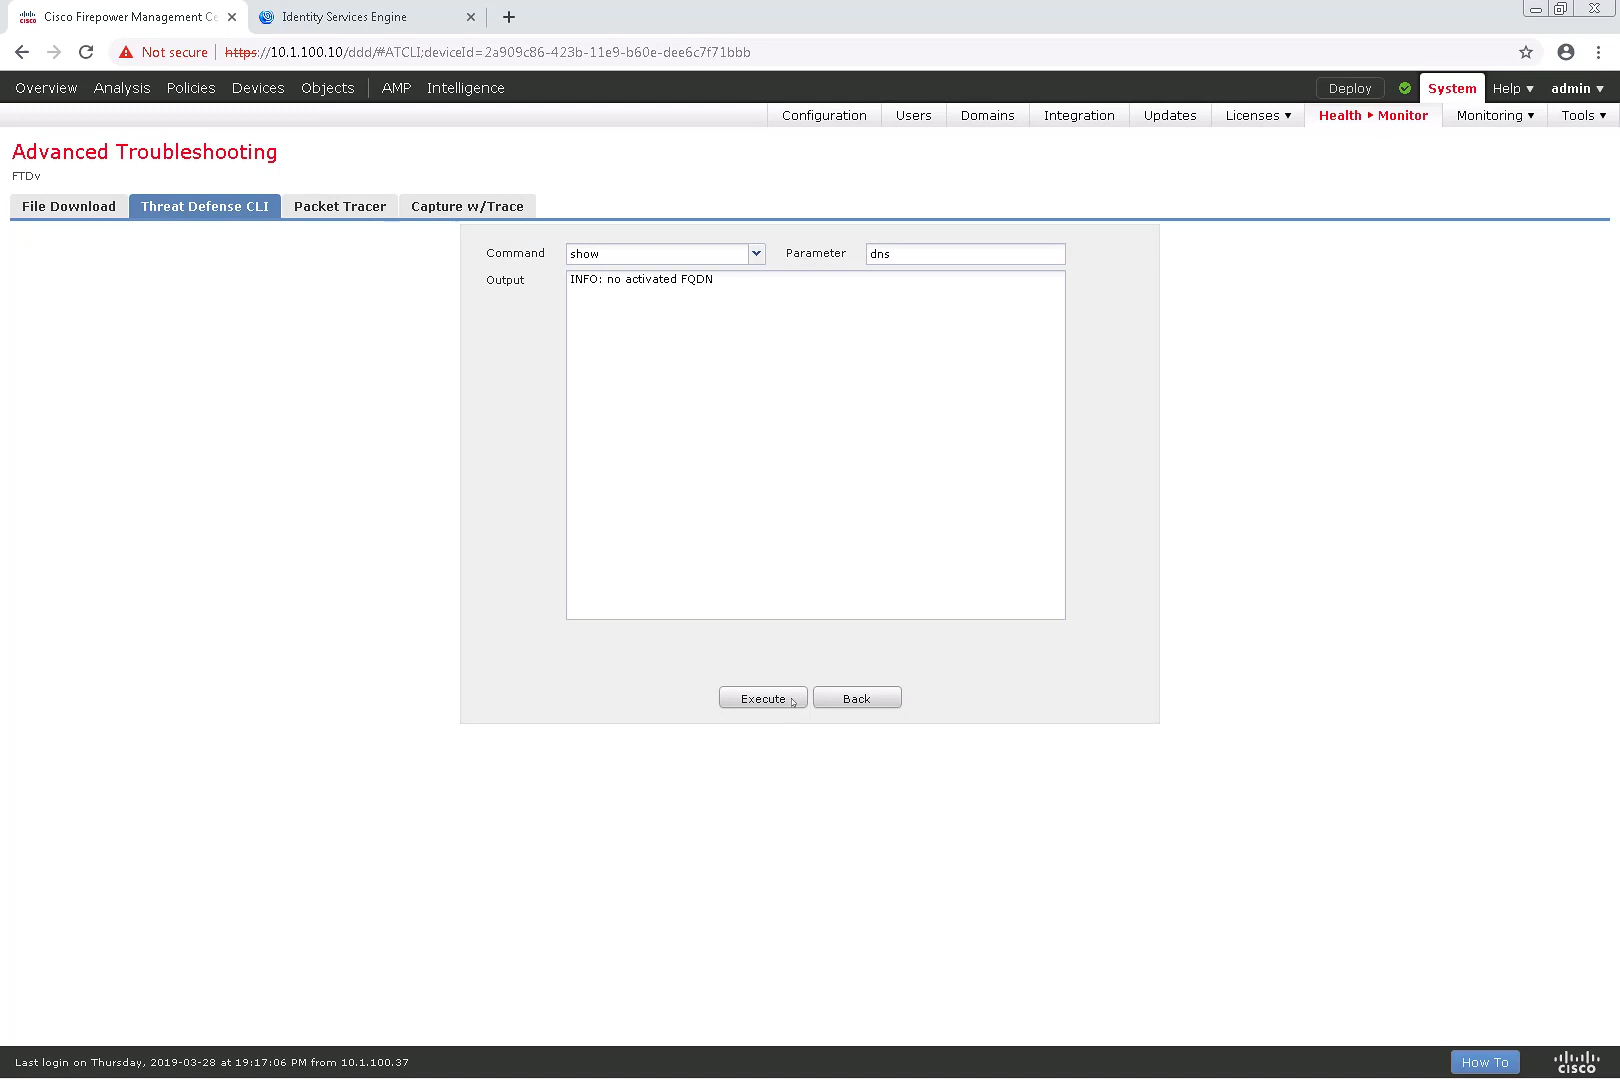 Cisco Firepower Management Ce
Identity Services Engine
Not secure https://10.1.100.10/ddd/#ATCLI;deviceId=2a909c86-423b-11e9-b60e-dee6c7f71bbb
Overview Analysis Policies Devices Objects AMP Intelligence Deploy System Help admin
Configuration Users Domains Integration Updates Licenses Health Monitor Monitoring Tools
Advanced Troubleshooting
FTDv
File Download Threat Defense CLI Packet Tracer Capture w/Trace
Command show Parameter dns
Output INFO: no activated FQDN
Execute Back
Last login on Thursday, 2019-03-28 at 19:17:06 PM from 10.1.100.37 How To
cisco